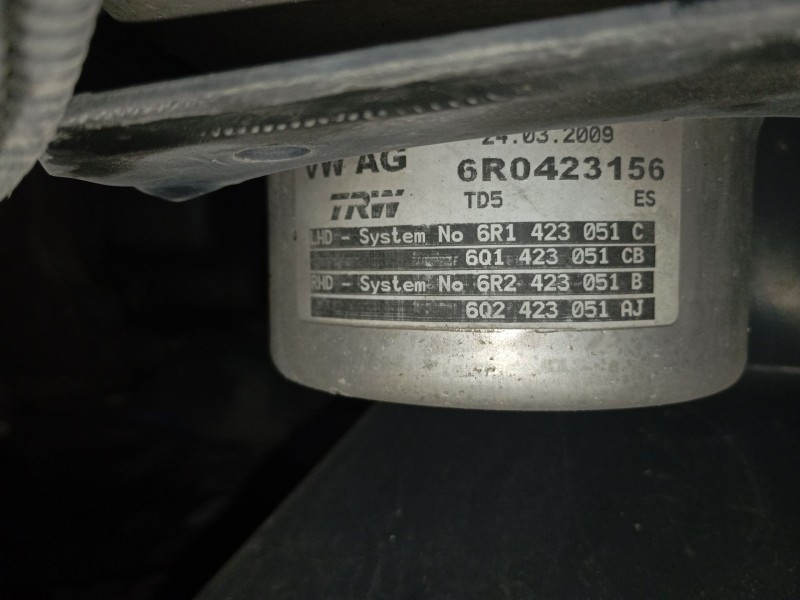 24.03.2009
VW AG 6R0423156
TRW TD5 ES
LHD - System No 6R1 423 051 C
6Q1 423 051 CB
RHD - System No 6R2 423 051 B
6Q2 423 051 AJ